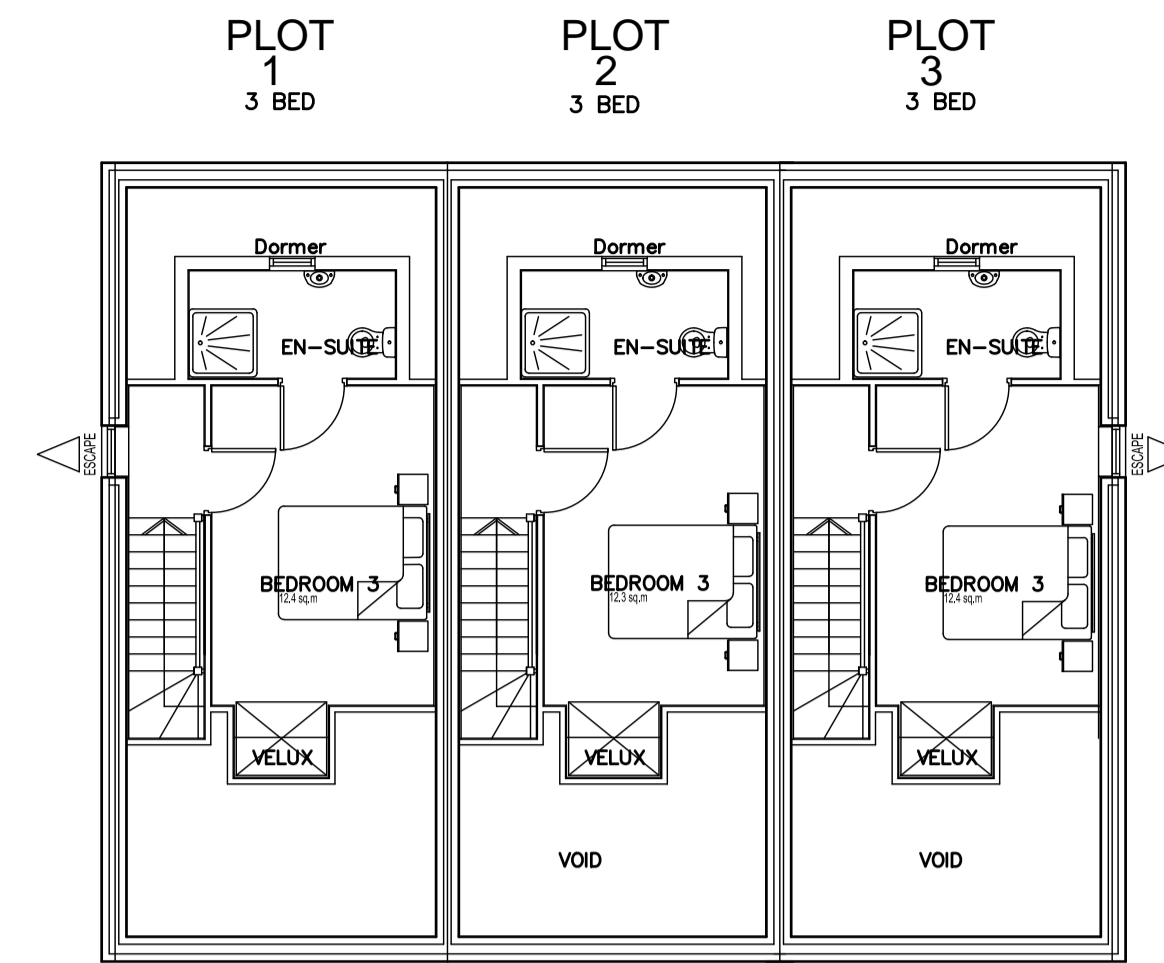 PLOT
1
3 BED
PLOT
2
3 BED
PLOT
3
3 BED
Dormer
Dormer
Dormer
EN-SUITE
EN-SUITE
EN-SUITE
ESCAPE
ESCAPE
BEDROOM 3
12.4 sq.m
BEDROOM 3
12.3 sq.m
BEDROOM 3
12.4 sq.m
VELUX
VELUX
VELUX
VOID
VOID